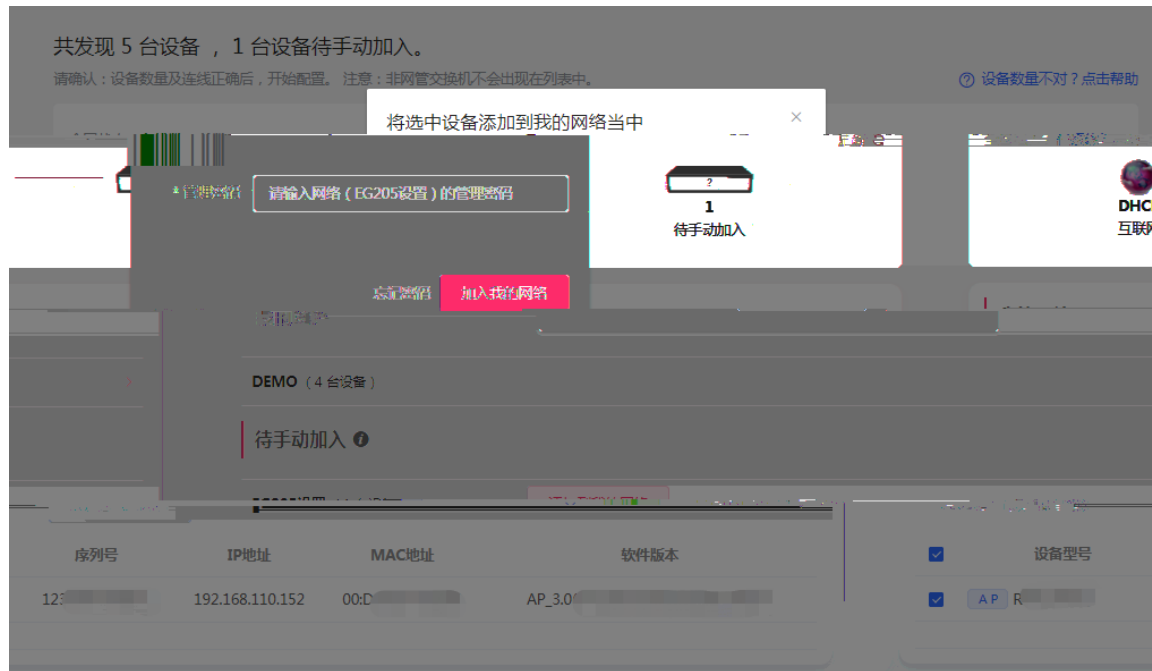 共发现 5 台设备 ，1 台设备待手动加入。
请确认：设备数量及连线正确后，开始配置。 注意：非网管交换机不会出现在列表中。
设备数量不对？点击帮助
将选中设备添加到我的网络当中
* 管理密码 请输入网络（EG205设置）的管理密码
?
1
待手动加入
DHC
互联
忘记密码 加入我的网络
DEMO（4 台设备）
待手动加入
序列号 IP地址 MAC地址 软件版本 设备型号
12 192.168.110.152 00:D AP_3.0 AP R